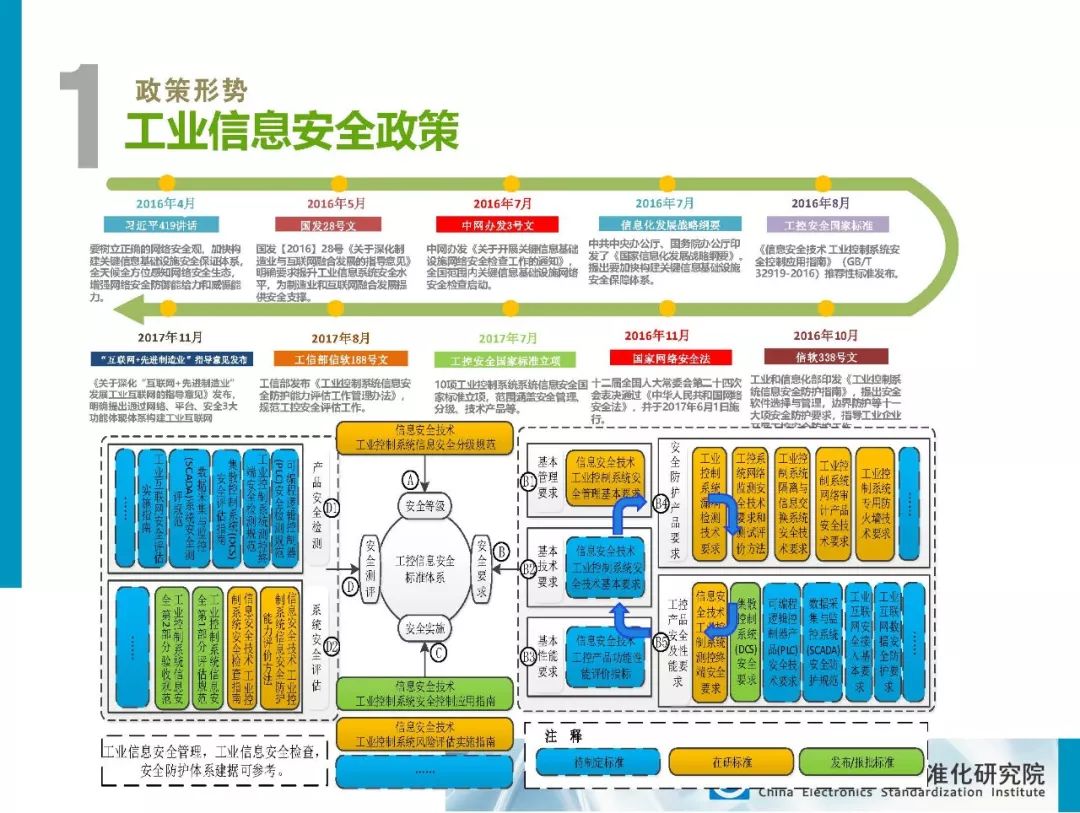 1
政策形势
工业信息安全政策
2016年4月
习近平419讲话
要树立正确的网络安全观，加快构
建关键信息基础设施安全保证体系，
全天候全方位感知网络安全生态，
增强网络安全防御能给力和威慑能
力。
2016年5月
国发28号文
国发【2016】28号《关于深化制
造业与互联网融合发展的指导意见》
明确要求提升工业信息系统安全水
平，为制造业和互联网融合发展提
供安全支撑。
2016年7月
中网办发3号文
中网办发《关于开展关键信息基础
设施网络安全检查工作的通知》，
全国范围内关键信息基础设施网络
安全检查启动。
2016年7月
信息化发展战略纲要
中共中央办公厅、国务院办公厅印
发了《国家信息化发展战略纲要》。
提出要加快构建关键信息基础设施
安全保障体系。
2016年8月
工控安全国家标准
《信息安全技术 工业控制系统安
全控制应用指南》（GB/T
32919-2016）推荐性标准发布。
2017年11月
“互联网+先进制造业”指导意见发布
《关于深化“互联网+先进制造业”
发展工业互联网的指导意见》发布，
明确提出通过网络、平台、安全3大
功能体联体系构建工业互联网
2017年8月
工信部信软188号文
工信部发布《工业控制系统信息安
全防护能力评估工作管理办法》，
规范工控安全评估工作。
2017年7月
工控安全国家标准立项
10项工业控制系统系统信息安全国
家标准立项，范围涵盖安全管理、
分级、技术产品等。
2016年11月
国家网络安全法
十二届全国人大常委会第二十四次
会表决通过《中华人民共和国网络
安全法》，并于2017年6月1日施
行。
2016年10月
信软338号文
工业和信息化部印发《工业控制系
统信息安全防护指南》，提出安全
软件选择与管理，边界防护等十一
大项安全防护要求，指导工业企业
开展工控安全防护工作
信息安全技术
工业控制系统信息安全分级规范
A
安全等级
工控信息安全
标准体系
安全测评
D
安全要求
B
安全实施
C
信息安全技术
工业控制系统安全控制应用指南
信息安全技术
工业控制系统风险评估实施指南
……
……
工业互联网安全评估
实施指南
数据采集与监控
(SCADA)系统安全测
评规范
集散控制系统(DCS)
安全评估指南
工业控制系统测控终
端安全检测规范
可编程逻辑控制器
(PLC)安全检测规范
产品安全检测
D1
……
工业控制系统信息安
全第2部分验收规范
工业控制系统信息安
全第1部分评估规范
信息安全技术 工业控
制系统安全检查指南
信息安全技术 工业控
制系统信息安全防护
能力评价方法
系统安全评估
D2
B1
基本
管理
要求
信息安全技术
工业控制系统安
全管理基本要求
B2
基本
技术
要求
信息安全技术
工业控制系统安
全技术基本要求
B3
基本
性能
要求
信息安全技术
工控产品功能性
能评价指标
B4
安全防护产品要求
工业控制系统漏洞检测技术要求
工控系统网络监测安全技术要求和测试评价方法
工业控制系统隔离与信息交换系统安全技术要求
工业控制系统网络审计产品安全技术要求
工业控制系统专用防火墙技术要求
……
B5
工控产品安全及性能要求
信息安全技术 工业控制系统测控终端安全要求
集散控制系统(DCS)安全要求
可编程逻辑控制器产品(PLC)安全技术要求
数据采集与监控系统(SCADA)安全防护规范
工业互联网安全接入基本要求
工业互联网数据安全防护要求
……
工业信息安全管理，工业信息安全检查，
安全防护体系建据可参考。
注 释
待制定标准
在研标准
发布/报批标准
准化研究院
China Electronics Standardization Institute